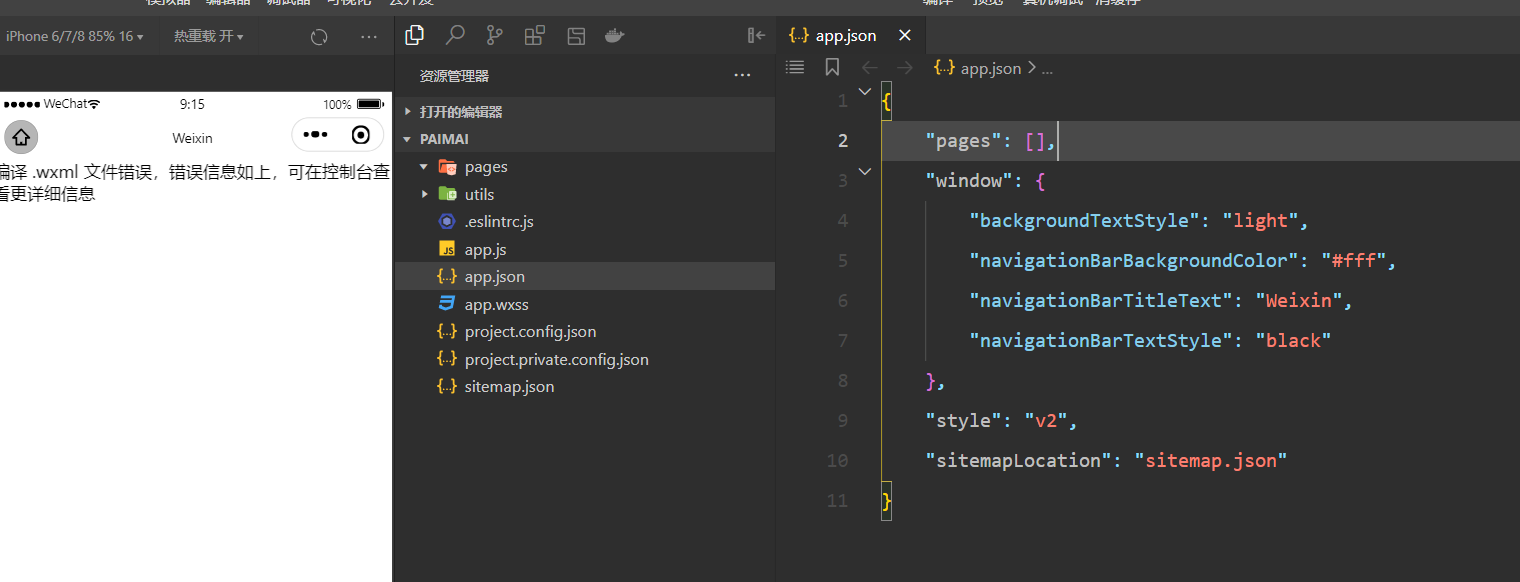 模拟器 编辑器 调试器 可视化 云开发
编译 预览 真机调试 清缓存
iPhone 6/7/8 85% 16
热重载 开
WeChat
9:15
100%
Weixin
编译 .wxml 文件错误，错误信息如上，可在控制台查
看更详细信息
资源管理器
打开的编辑器
PAIMAI
pages
utils
.eslintrc.js
JS app.js
{..} app.json
app.wxss
{..} project.config.json
{..} project.private.config.json
{..} sitemap.json
{..} app.json
{..} app.json > ...
1 {
2 "pages": [],
3 "window": {
4 "backgroundTextStyle": "light",
5 "navigationBarBackgroundColor": "#fff",
6 "navigationBarTitleText": "Weixin",
7 "navigationBarTextStyle": "black"
8 },
9 "style": "v2",
10 "sitemapLocation": "sitemap.json"
11 }